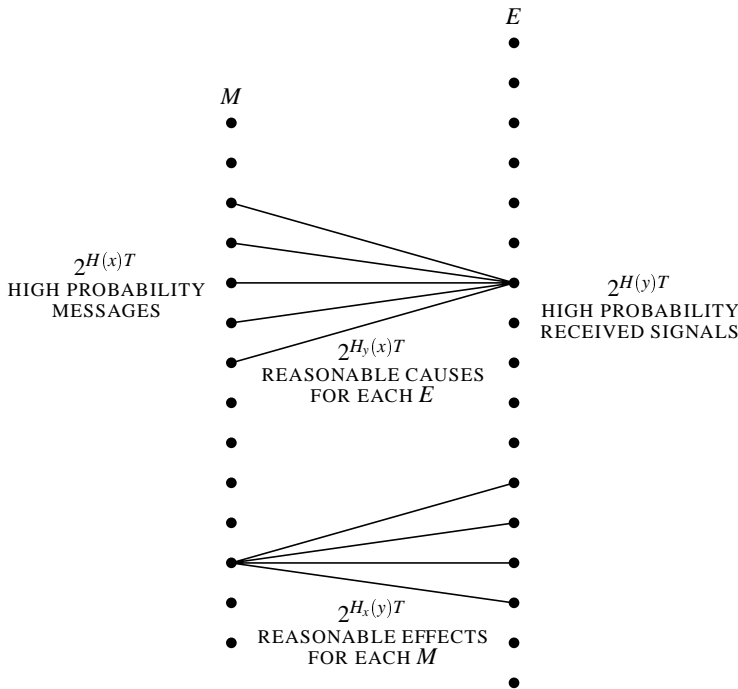 E
M
2^{H(x)T}
HIGH PROBABILITY
MESSAGES
2^{H(y)T}
HIGH PROBABILITY
RECEIVED SIGNALS
2^{H_y(x)T}
REASONABLE CAUSES
FOR EACH E
2^{H_x(y)T}
REASONABLE EFFECTS
FOR EACH M